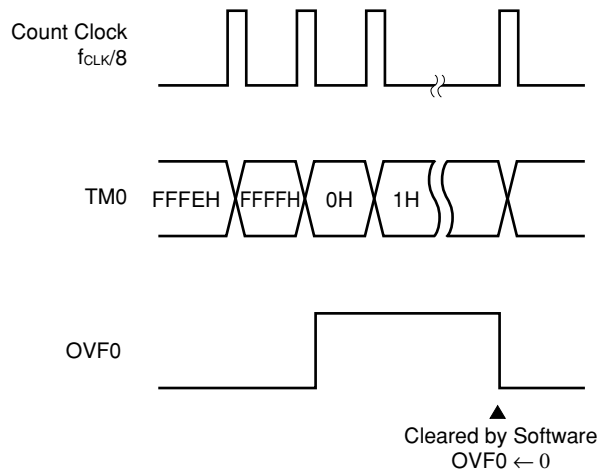 Count Clock
fCLK/8
TM0 FFFEH FFFFH 0H 1H
OVF0
Cleared by Software
OVF0 ← 0